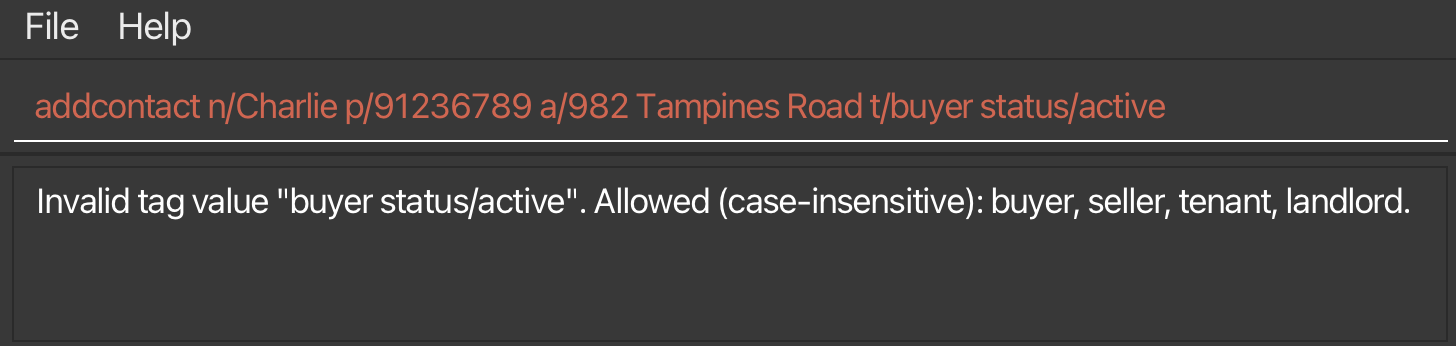 File Help
addcontact n/Charlie p/91236789 a/982 Tampines Road t/buyer status/active
Invalid tag value "buyer status/active". Allowed (case-insensitive): buyer, seller, tenant, landlord.